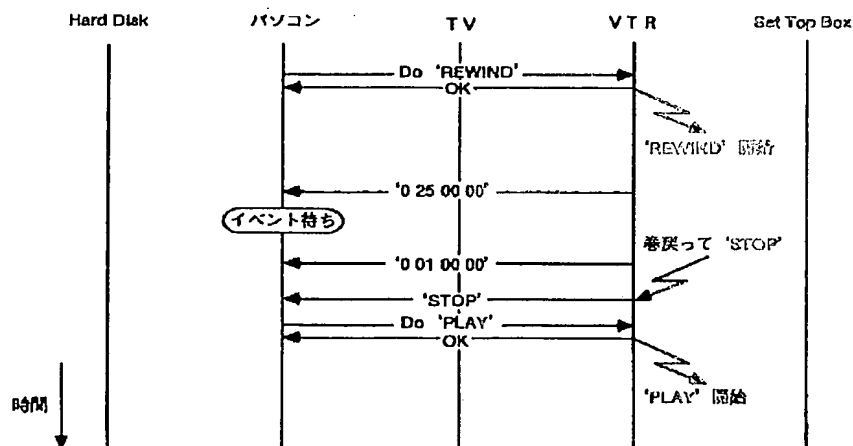 Hard Disk パソコン TV VTR Set Top Box
Do 'REWIND'
OK
'REWIND' 開始
'0 25 00 00'
イベント待ち
巻戻って 'STOP'
'0 01 00 00'
'STOP'
Do 'PLAY'
OK
'PLAY' 開始
時間